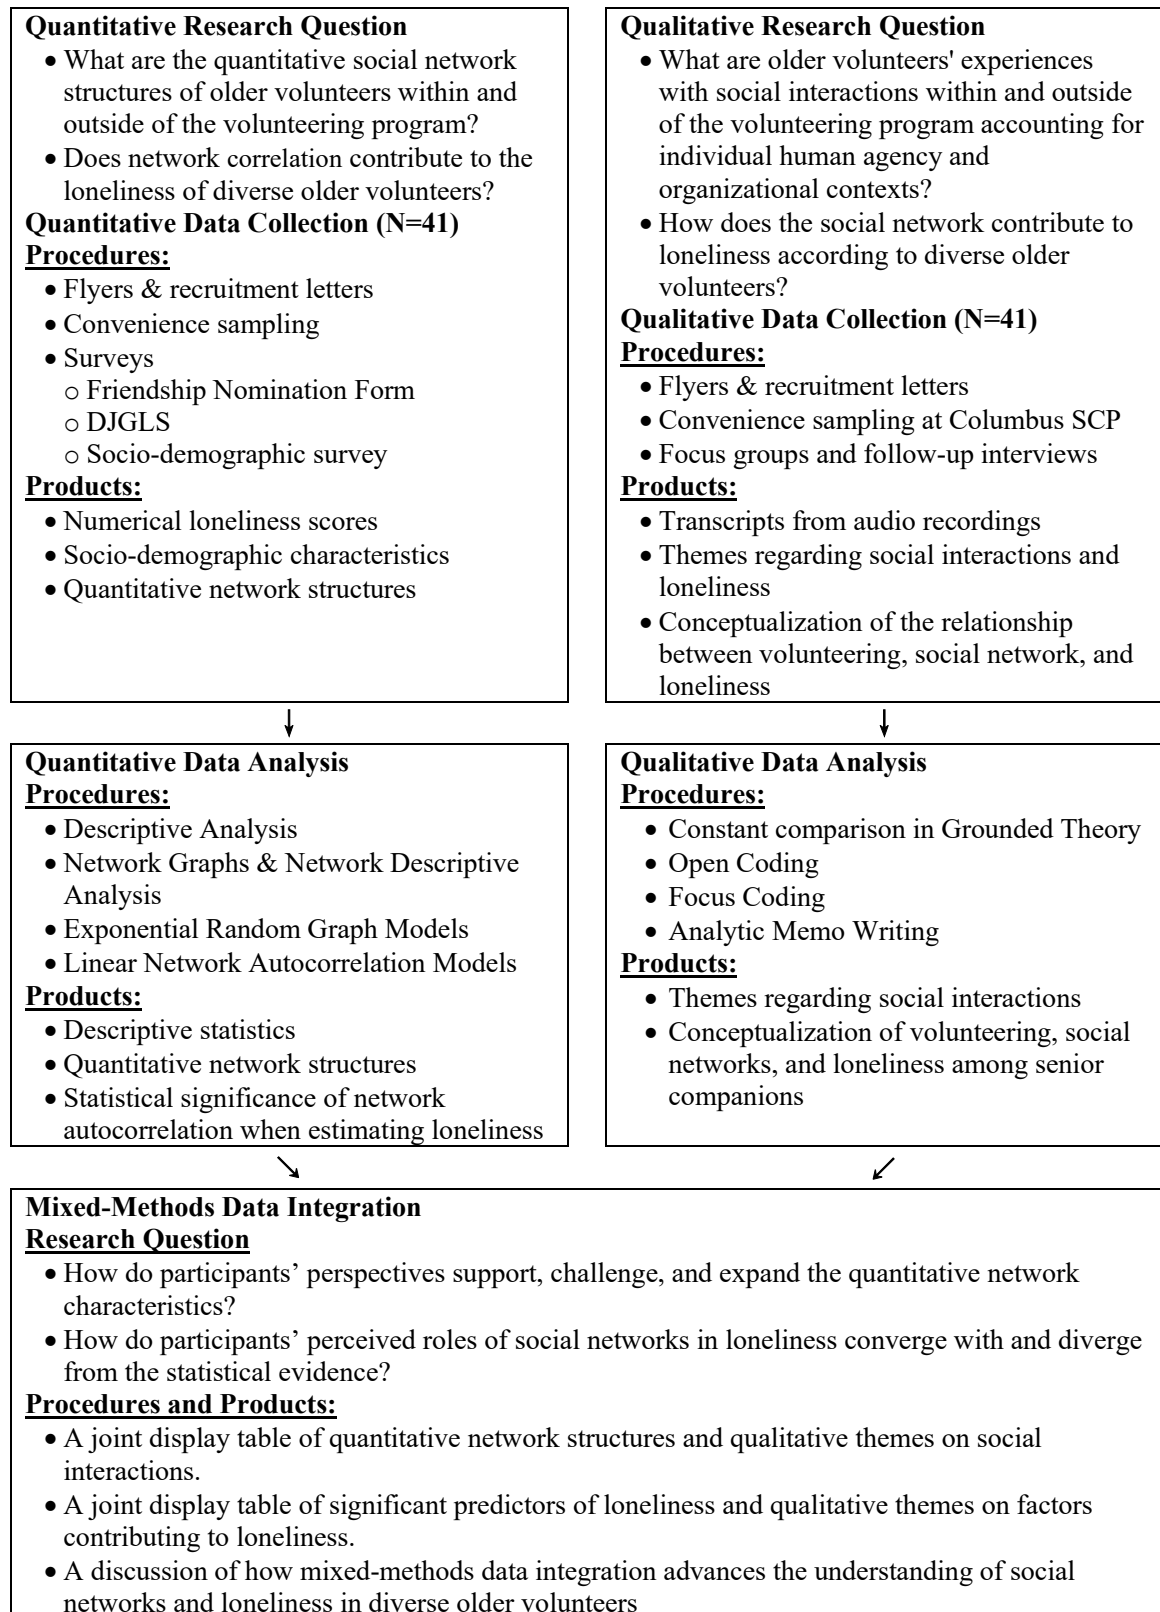 Quantitative Research Question
• What are the quantitative social network
structures of older volunteers within and
outside of the volunteering program?
• Does network correlation contribute to the
loneliness of diverse older volunteers?
Quantitative Data Collection (N=41)
Procedures:
• Flyers & recruitment letters
• Convenience sampling
• Surveys
o Friendship Nomination Form
o DJGLS
o Socio-demographic survey
Products:
• Numerical loneliness scores
• Socio-demographic characteristics
• Quantitative network structures
Qualitative Research Question
• What are older volunteers' experiences
with social interactions within and outside
of the volunteering program accounting for
individual human agency and
organizational contexts?
• How does the social network contribute to
loneliness according to diverse older
volunteers?
Qualitative Data Collection (N=41)
Procedures:
• Flyers & recruitment letters
• Convenience sampling at Columbus SCP
• Focus groups and follow-up interviews
Products:
• Transcripts from audio recordings
• Themes regarding social interactions and
loneliness
• Conceptualization of the relationship
between volunteering, social network, and
loneliness
Quantitative Data Analysis
Procedures:
• Descriptive Analysis
• Network Graphs & Network Descriptive
Analysis
• Exponential Random Graph Models
• Linear Network Autocorrelation Models
Products:
• Descriptive statistics
• Quantitative network structures
• Statistical significance of network
autocorrelation when estimating loneliness
Qualitative Data Analysis
Procedures:
• Constant comparison in Grounded Theory
• Open Coding
• Focus Coding
• Analytic Memo Writing
Products:
• Themes regarding social interactions
• Conceptualization of volunteering, social
networks, and loneliness among senior
companions
Mixed-Methods Data Integration
Research Question
• How do participants’ perspectives support, challenge, and expand the quantitative network
characteristics?
• How do participants’ perceived roles of social networks in loneliness converge with and diverge
from the statistical evidence?
Procedures and Products:
• A joint display table of quantitative network structures and qualitative themes on social
interactions.
• A joint display table of significant predictors of loneliness and qualitative themes on factors
contributing to loneliness.
• A discussion of how mixed-methods data integration advances the understanding of social
networks and loneliness in diverse older volunteers